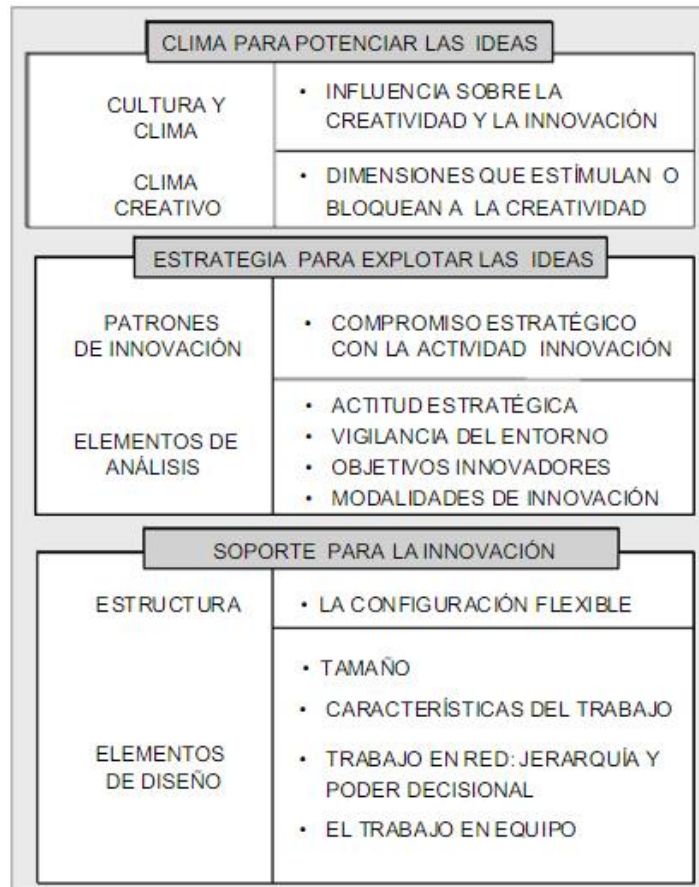 CLIMA PARA POTENCIAR LAS IDEAS
CULTURA Y
CLIMA
• INFLUENCIA SOBRE LA
CREATIVIDAD Y LA INNOVACIÓN
CLIMA
CREATIVO
• DIMENSIONES QUE ESTÍMULAN O
BLOQUEAN A LA CREATIVIDAD
ESTRATEGIA PARA EXPLOTAR LAS IDEAS
PATRONES
DE INNOVACIÓN
• COMPROMISO ESTRATÉGICO
CON LA ACTIVIDAD INNOVACIÓN
ELEMENTOS DE
ANÁLISIS
• ACTITUD ESTRATÉGICA
• VIGILANCIA DEL ENTORNO
• OBJETIVOS INNOVADORES
• MODALIDADES DE INNOVACIÓN
SOPORTE PARA LA INNOVACIÓN
ESTRUCTURA
• LA CONFIGURACIÓN FLEXIBLE
ELEMENTOS
DE DISEÑO
• TAMAÑO
• CARACTERÍSTICAS DEL TRABAJO
• TRABAJO EN RED: JERARQUÍA Y
PODER DECISIONAL
• EL TRABAJO EN EQUIPO